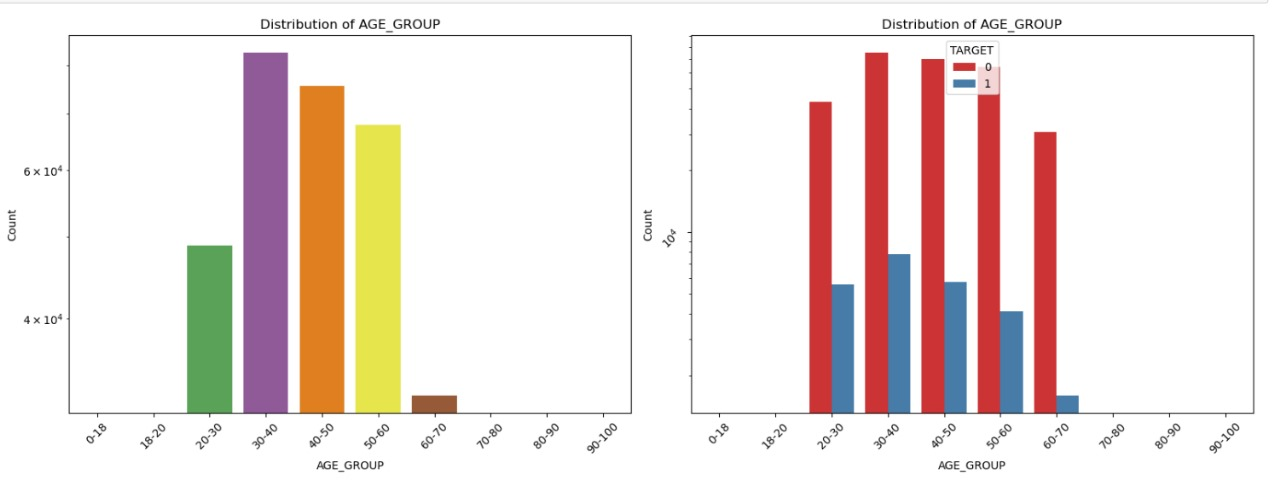 Distribution of AGE_GROUP
Count
6 × 10⁴
4 × 10⁴
0-18
18-20
20-30
30-40
40-50
50-60
60-70
70-80
80-90
90-100
AGE_GROUP
Distribution of AGE_GROUP
TARGET
0
1
Count
10⁴
0-18
18-20
20-30
30-40
40-50
50-60
60-70
70-80
80-90
90-100
AGE_GROUP